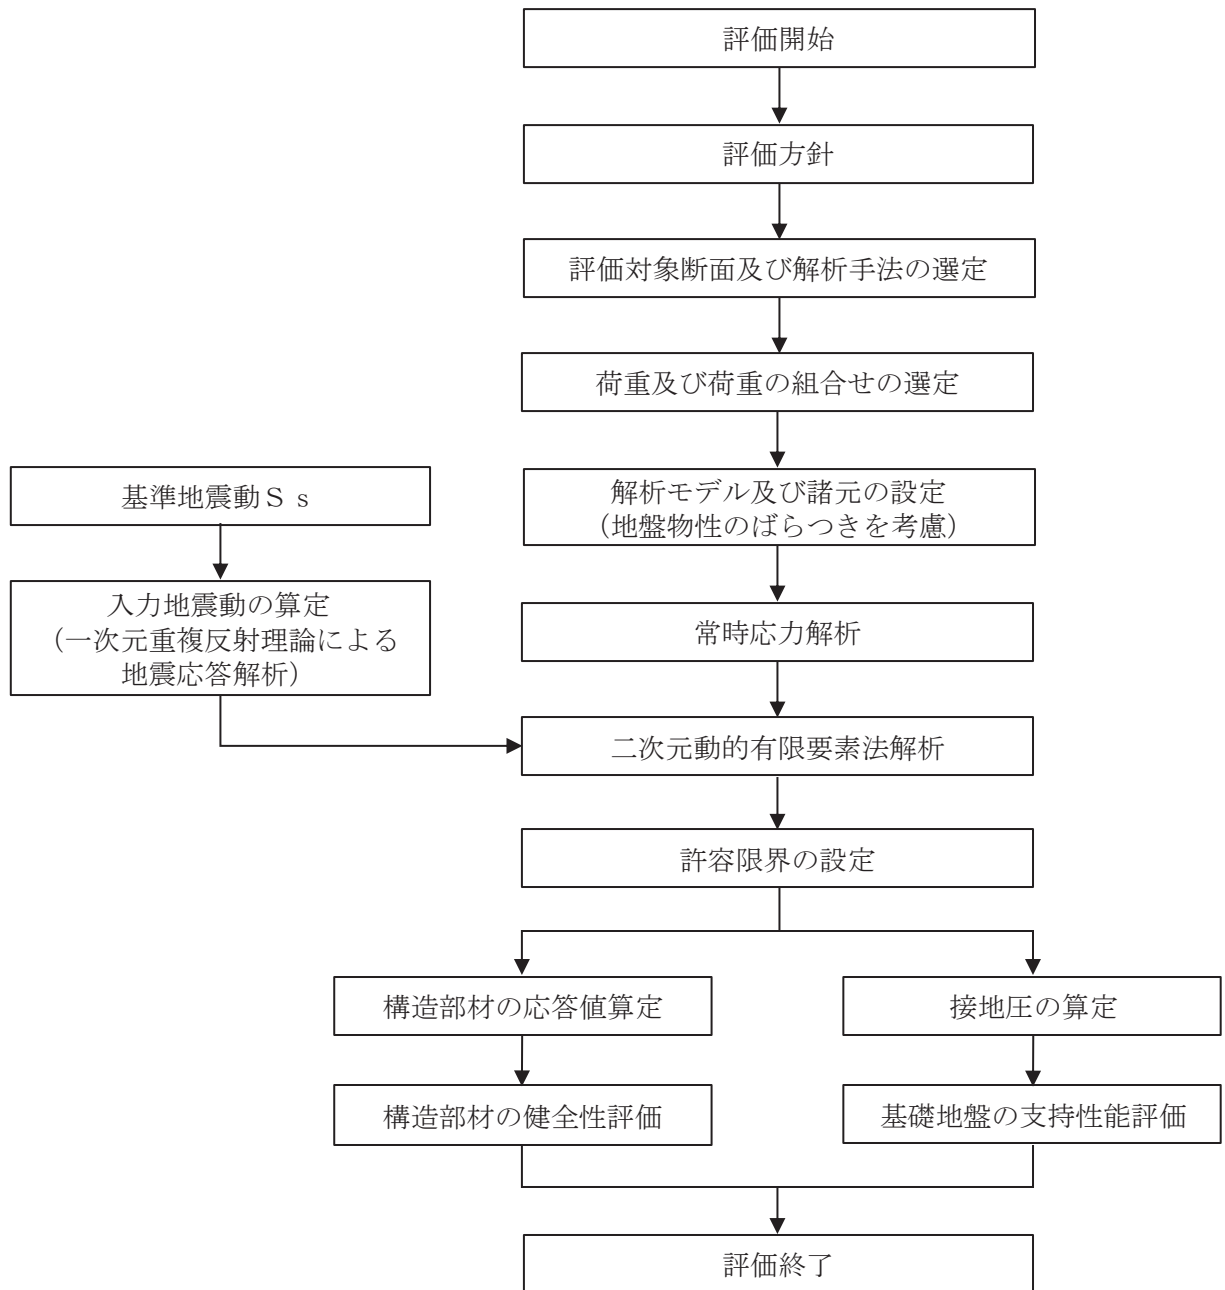 評価開始
評価方針
評価対象断面及び解析手法の選定
荷重及び荷重の組合せの選定
基準地震動Ｓｓ
解析モデル及び諸元の設定
（地盤物性のばらつきを考慮）
入力地震動の算定
（一次元重複反射理論による
地震応答解析）
常時応力解析
二次元動的有限要素法解析
許容限界の設定
構造部材の応答値算定
接地圧の算定
構造部材の健全性評価
基礎地盤の支持性能評価
評価終了